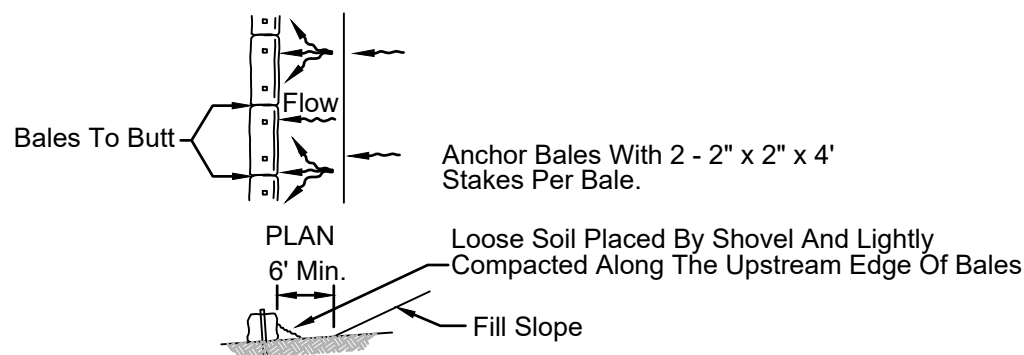 Flow
Bales To Butt
Anchor Bales With 2 - 2" x 2" x 4'
Stakes Per Bale.
PLAN
6' Min.
Loose Soil Placed By Shovel And Lightly
Compacted Along The Upstream Edge Of Bales
Fill Slope